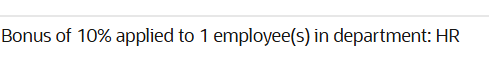 Bonus of 10% applied to 1 employee(s) in department: HR